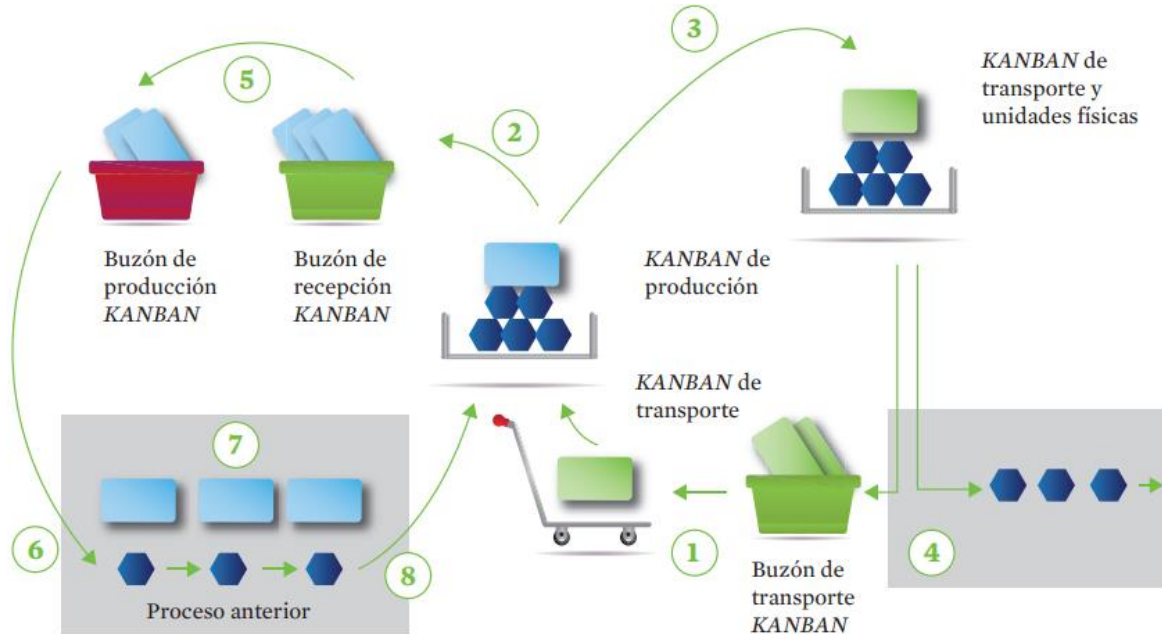 3
KANBAN de
transporte y
unidades físicas
5
2
Buzón de
producción
KANBAN
Buzón de
recepción
KANBAN
KANBAN de
producción
KANBAN de
transporte
7
6
8
1
4
Proceso anterior
Buzón de
transporte
KANBAN